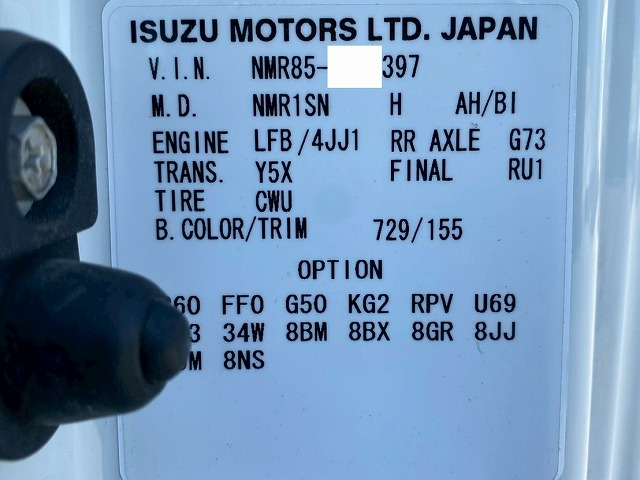 ISUZU MOTORS LTD. JAPAN
V.I.N. NMR85- 397
M.D. NMR1SN H AH/BI
ENGINE LFB/4JJ1 RR AXLE G73
TRANS. Y5X FINAL RU1
TIRE CWU
B.COLOR/TRIM 729/155
OPTION
FF0 G50 KG2 RPV U69
34W 8BM 8BX 8GR 8JJ
8NS